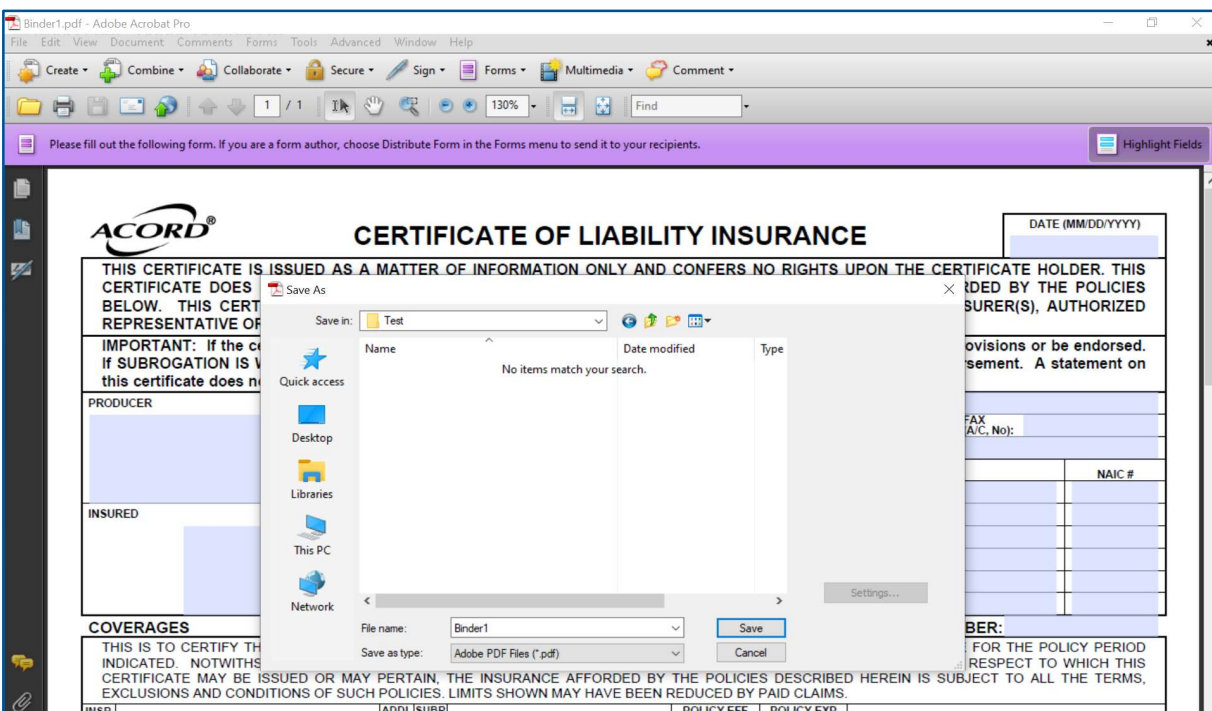 Binder1.pdf - Adobe Acrobat Pro
File Edit View Document Comments Forms Tools Advanced Window Help
Create Combine Collaborate Secure Sign Forms Multimedia Comment
1 / 1 130% Find
Please fill out the following form. If you are a form author, choose Distribute Form in the Forms menu to send it to your recipients. Highlight Fields
ACORD®
CERTIFICATE OF LIABILITY INSURANCE
DATE (MM/DD/YYYY)
THIS CERTIFICATE IS ISSUED AS A MATTER OF INFORMATION ONLY AND CONFERS NO RIGHTS UPON THE CERTIFICATE HOLDER. THIS
CERTIFICATE DOES RDED BY THE POLICIES
BELOW. THIS CERT SURER(S), AUTHORIZED
REPRESENTATIVE OR
IMPORTANT: If the ce ovisions or be endorsed.
If SUBROGATION IS rsement. A statement on
this certificate does
PRODUCER
FAX
(A/C, No):
NAIC #
INSURED
Save As
Save in: Test
Name Date modified Type
No items match your search.
Quick access
Desktop
Libraries
This PC
Network
Settings...
File name: Binder1 Save
Save as type: Adobe PDF Files (*.pdf) Cancel
COVERAGES BER:
THIS IS TO CERTIFY TH FOR THE POLICY PERIOD
INDICATED. NOTWITHS RESPECT TO WHICH THIS
CERTIFICATE MAY BE ISSUED OR MAY PERTAIN, THE INSURANCE AFFORDED BY THE POLICIES DESCRIBED HEREIN IS SUBJECT TO ALL THE TERMS,
EXCLUSIONS AND CONDITIONS OF SUCH POLICIES. LIMITS SHOWN MAY HAVE BEEN REDUCED BY PAID CLAIMS.
INSR ADDL SUBR POLICY EFF POLICY EXP